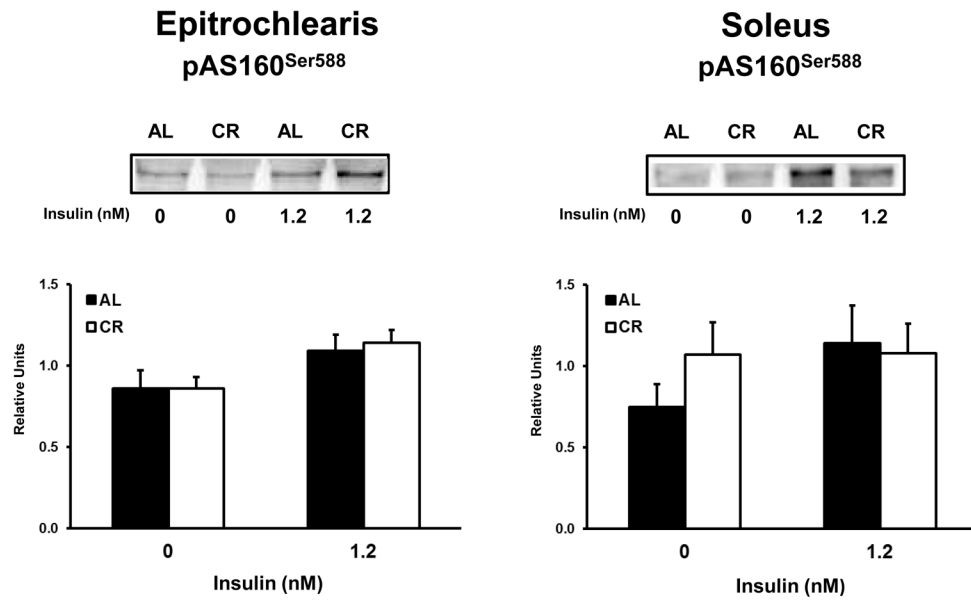 Epitrochlearis
pAS160Ser588
AL CR AL CR
Insulin (nM) 0 0 1.2 1.2
1.5
AL
CR
1.0
Relative Units
0.5
0.0
0 1.2
Insulin (nM)
Soleus
pAS160Ser588
AL CR AL CR
Insulin (nM) 0 0 1.2 1.2
1.5
AL
CR
1.0
Relative Units
0.5
0.0
0 1.2
Insulin (nM)